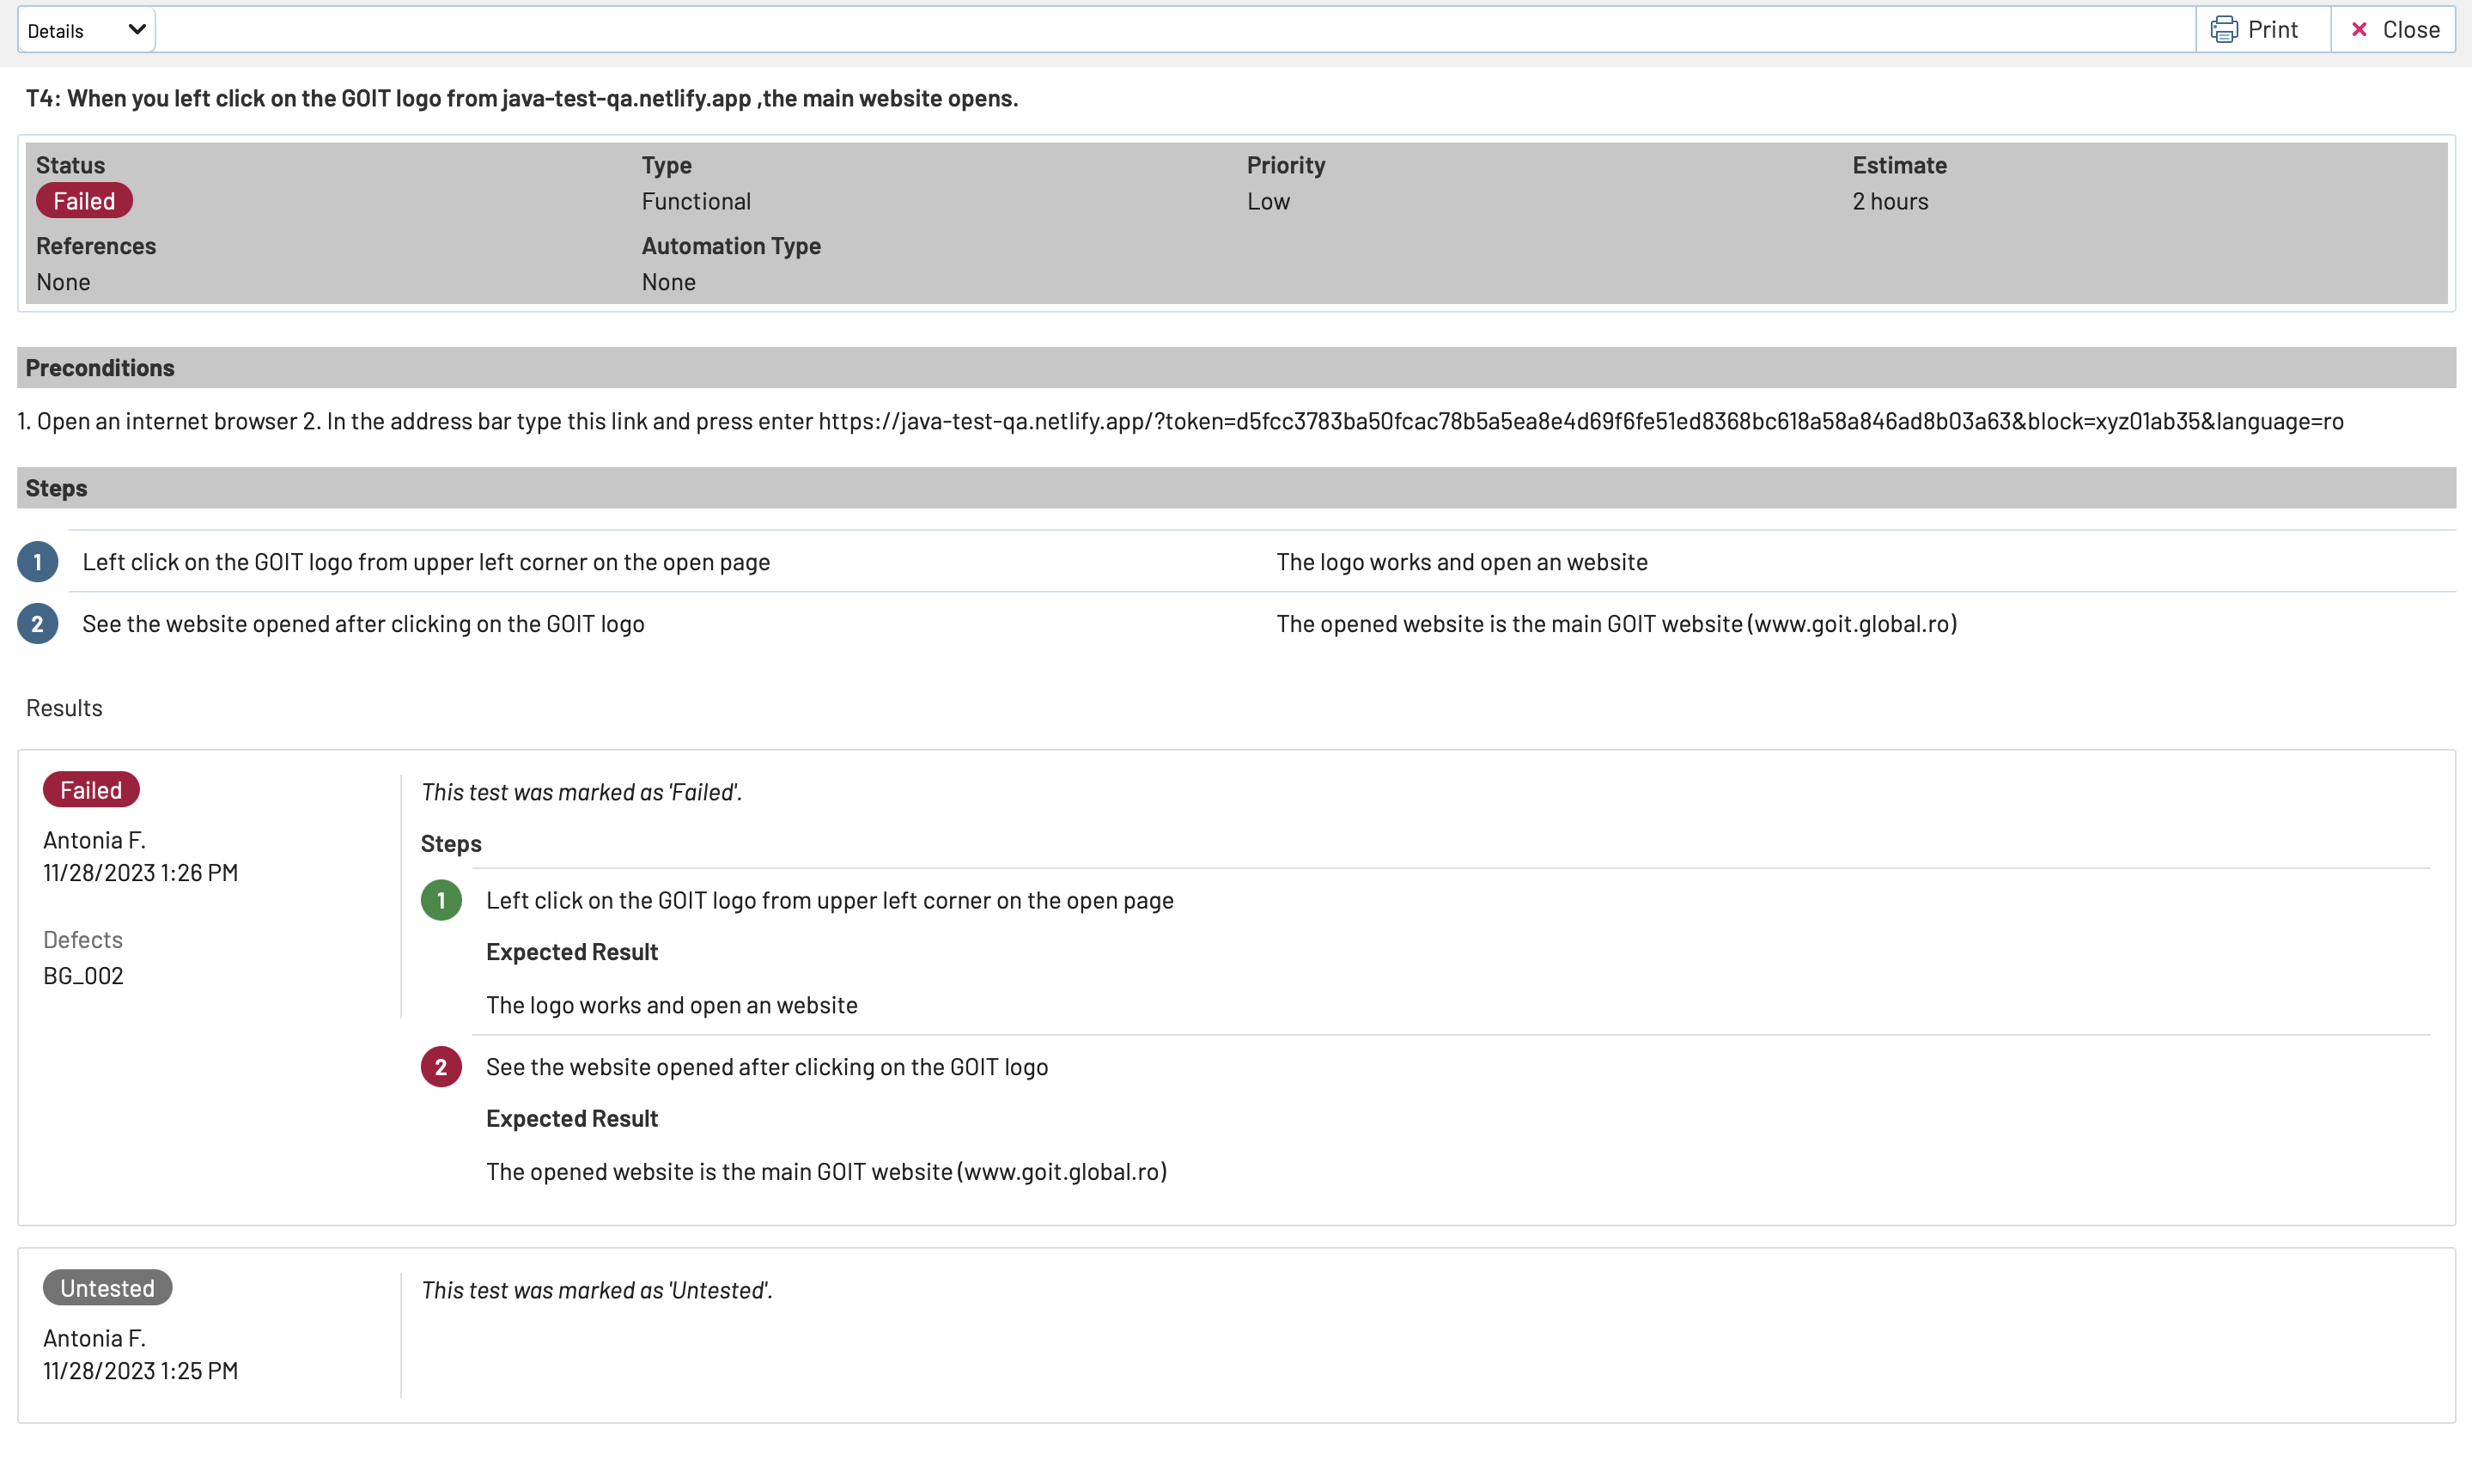 Details
Print
Close
T4: When you left click on the GOIT logo from java-test-qa.netlify.app ,the main website opens.
Status Type Priority Estimate
Failed Functional Low 2 hours
References Automation Type
None None
Preconditions
1. Open an internet browser 2. In the address bar type this link and press enter https://java-test-qa.netlify.app/?token=d5fcc3783ba50fcac78b5a5ea8e4d69f6fe51ed8368bc618a58a846ad8b03a63&block=xyz01ab35&language=ro
Steps
1 Left click on the GOIT logo from upper left corner on the open page The logo works and open an website
2 See the website opened after clicking on the GOIT logo The opened website is the main GOIT website (www.goit.global.ro)
Results
Failed
Antonia F.
11/28/2023 1:26 PM
Defects
BG_002
This test was marked as 'Failed'.
Steps
1 Left click on the GOIT logo from upper left corner on the open page
Expected Result
The logo works and open an website
2 See the website opened after clicking on the GOIT logo
Expected Result
The opened website is the main GOIT website (www.goit.global.ro)
Untested
Antonia F.
11/28/2023 1:25 PM
This test was marked as 'Untested'.